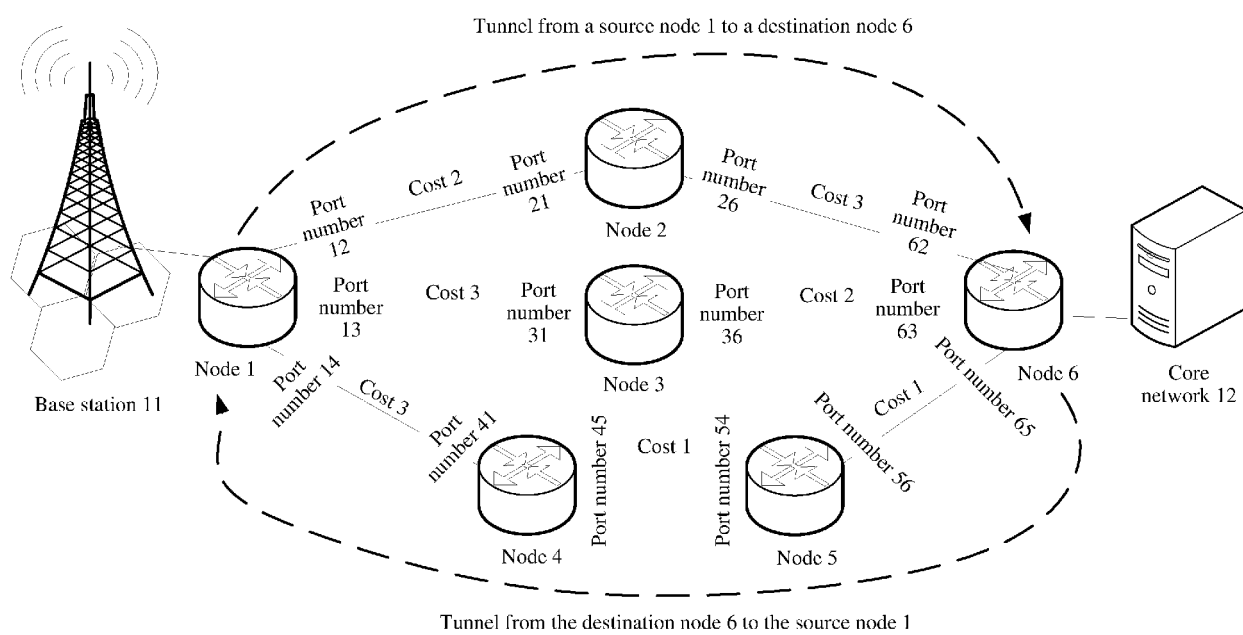 Tunnel from a source node 1 to a destination node 6
Port
number
12
Cost 2
Port
number
21
Node 2
Port
number
26
Cost 3
Port
number
62
Node 1
Port
number
13
Cost 3
Port
number
31
Node 3
Port
number
36
Cost 2
Port
number
63
Node 6
Core
network 12
Base station 11
Port
number 14
Cost 3
Port
number 41
Node 4
Port number 45
Cost 1
Port number 54
Node 5
Port number 56
Cost 1
Port number 65
Tunnel from the destination node 6 to the source node 1